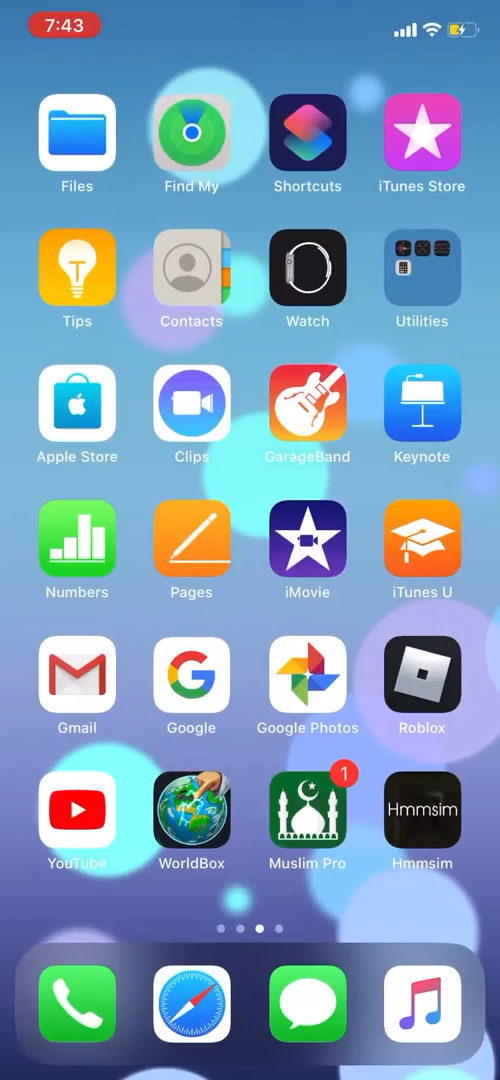 7:43
Files
Find My
Shortcuts
iTunes Store
Tips
Contacts
Watch
Utilities
Apple Store
Clips
GarageBand
Keynote
Numbers
Pages
iMovie
iTunes U
Gmail
Google
Google Photos
Roblox
1
Hmmsim
YouTube
WorldBox
Muslim Pro
Hmmsim